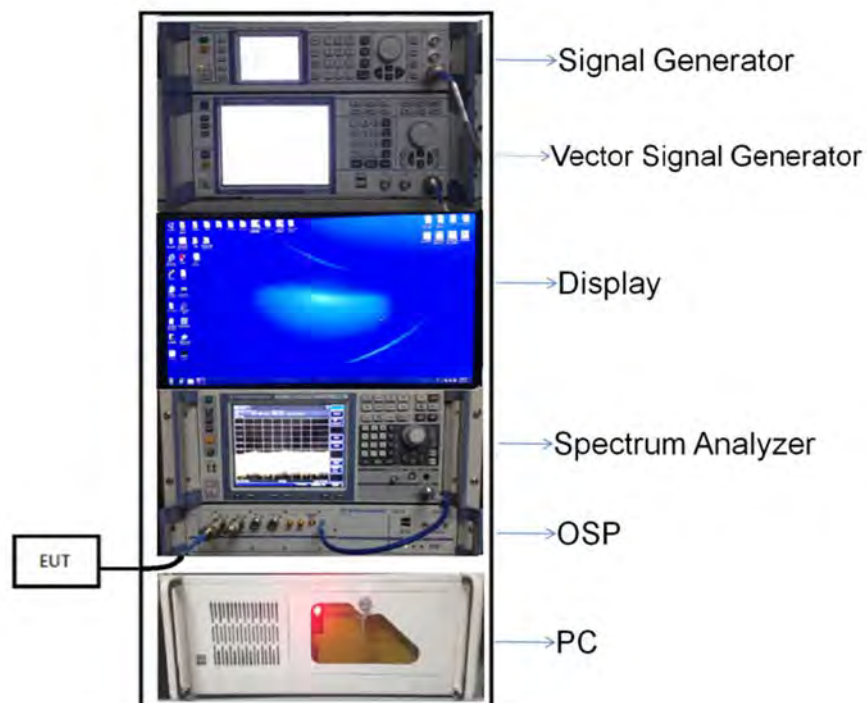 Signal Generator
Vector Signal Generator
Display
Spectrum Analyzer
OSP
EUT
PC